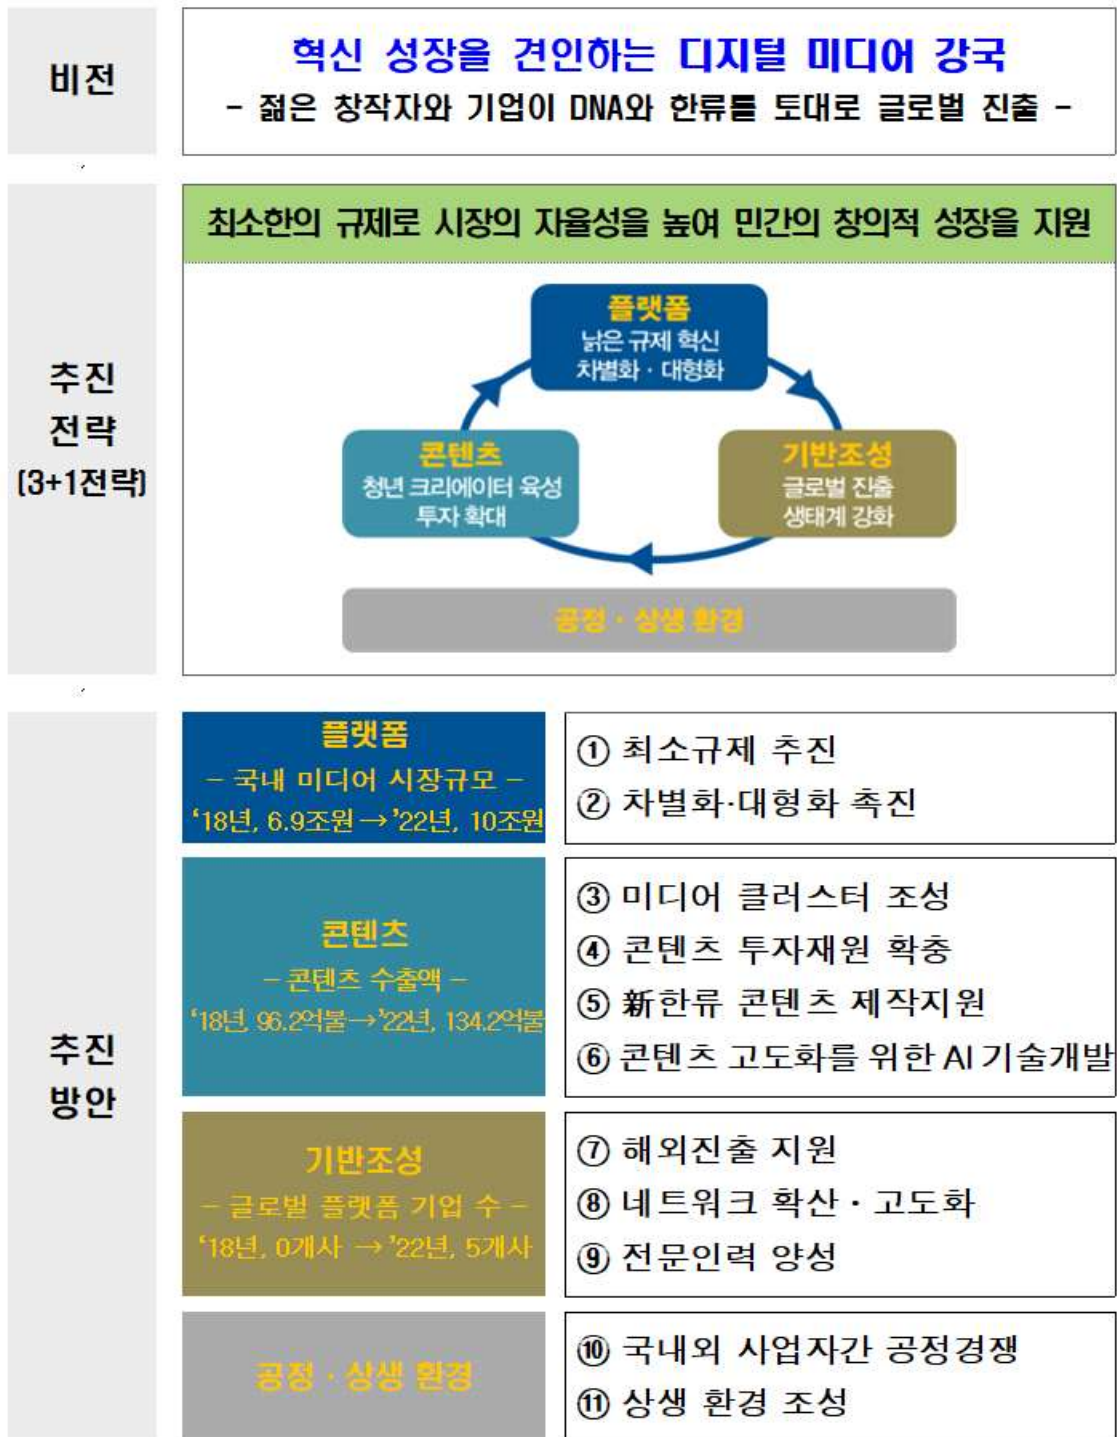 비전
혁신 성장을 견인하는 디지털 미디어 강국
- 젊은 창작자와 기업이 DNA와 한류를 토대로 글로벌 진출 -
추진
전략
(3+1전략)
최소한의 규제로 시장의 자율성을 높여 민간의 창의적 성장을 지원
플랫폼
낡은 규제 혁신
차별화 · 대형화
콘텐츠
청년 크리에이터 육성
투자 확대
기반조성
글로벌 진출
생태계 강화
공정 · 상생 환경
추진
방안
플랫폼
– 국내 미디어 시장규모 –
‘18년, 6.9조원→’22년, 10조원
① 최소규제 추진
② 차별화·대형화 촉진
콘텐츠
– 콘텐츠 수출액 –
‘18년, 96.2억불→’22년, 134.2억불
③ 미디어 클러스터 조성
④ 콘텐츠 투자재원 확충
⑤ 新한류 콘텐츠 제작지원
⑥ 콘텐츠 고도화를 위한 AI 기술개발
기반조성
– 글로벌 플랫폼 기업 수 –
‘18년, 0개사 →’22년, 5개사
⑦ 해외진출 지원
⑧ 네트워크 확산 · 고도화
⑨ 전문인력 양성
공정 · 상생 환경
⑩ 국내외 사업자간 공정경쟁
⑪ 상생 환경 조성